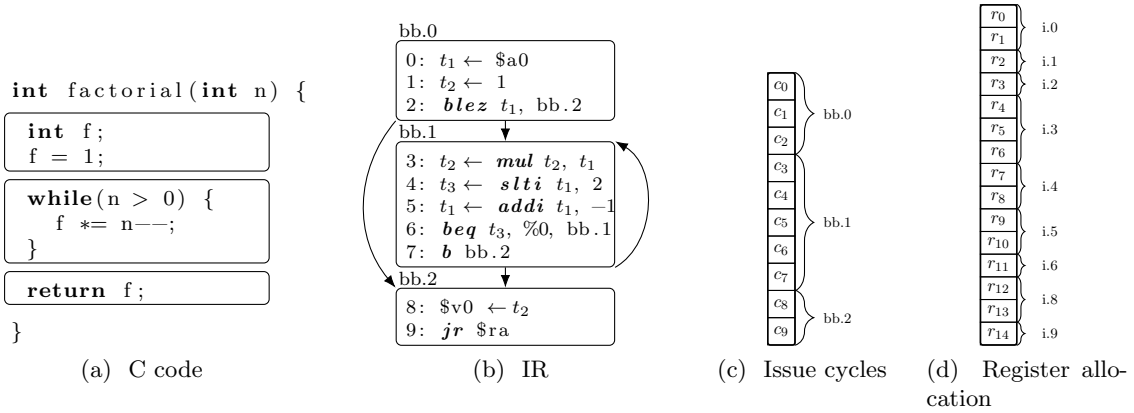 int factorial(int n) {
int f;
f = 1;
while(n > 0) {
f *= n−−;
}
return f;
}
(a) C code
bb.0
0: t₁ ← $a0
1: t₂ ← 1
2: blez t₁, bb.2
bb.1
3: t₂ ← mul t₂, t₁
4: t₃ ← slti t₁, 2
5: t₁ ← addi t₁, −1
6: beq t₃, %0, bb.1
7: b bb.2
bb.2
8: $v0 ← t₂
9: jr $ra
(b) IR
c₀
c₁
c₂
c₃
c₄
c₅
c₆
c₇
c₈
c₉
bb.0
bb.1
bb.2
(c) Issue cycles
r₀
r₁
r₂
r₃
r₄
r₅
r₆
r₇
r₈
r₉
r₁₀
r₁₁
r₁₂
r₁₃
r₁₄
i.0
i.1
i.2
i.3
i.4
i.5
i.6
i.8
i.9
(d) Register allo-
cation